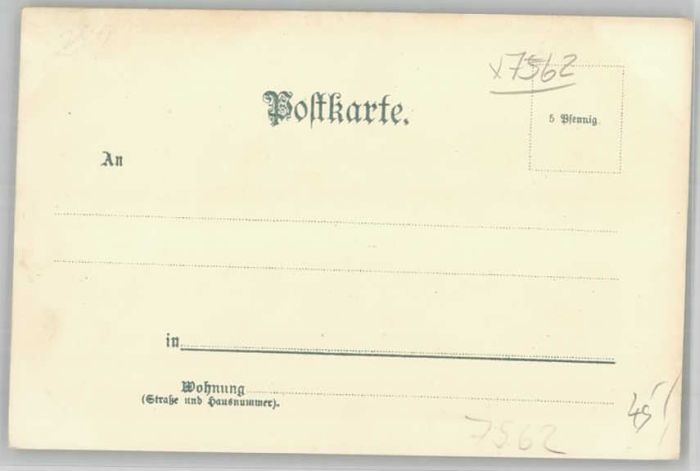 x7562
Postkarte.
5 Pfennig.
An
in
Wohnung
(Straße und Hausnummer).
45
7562